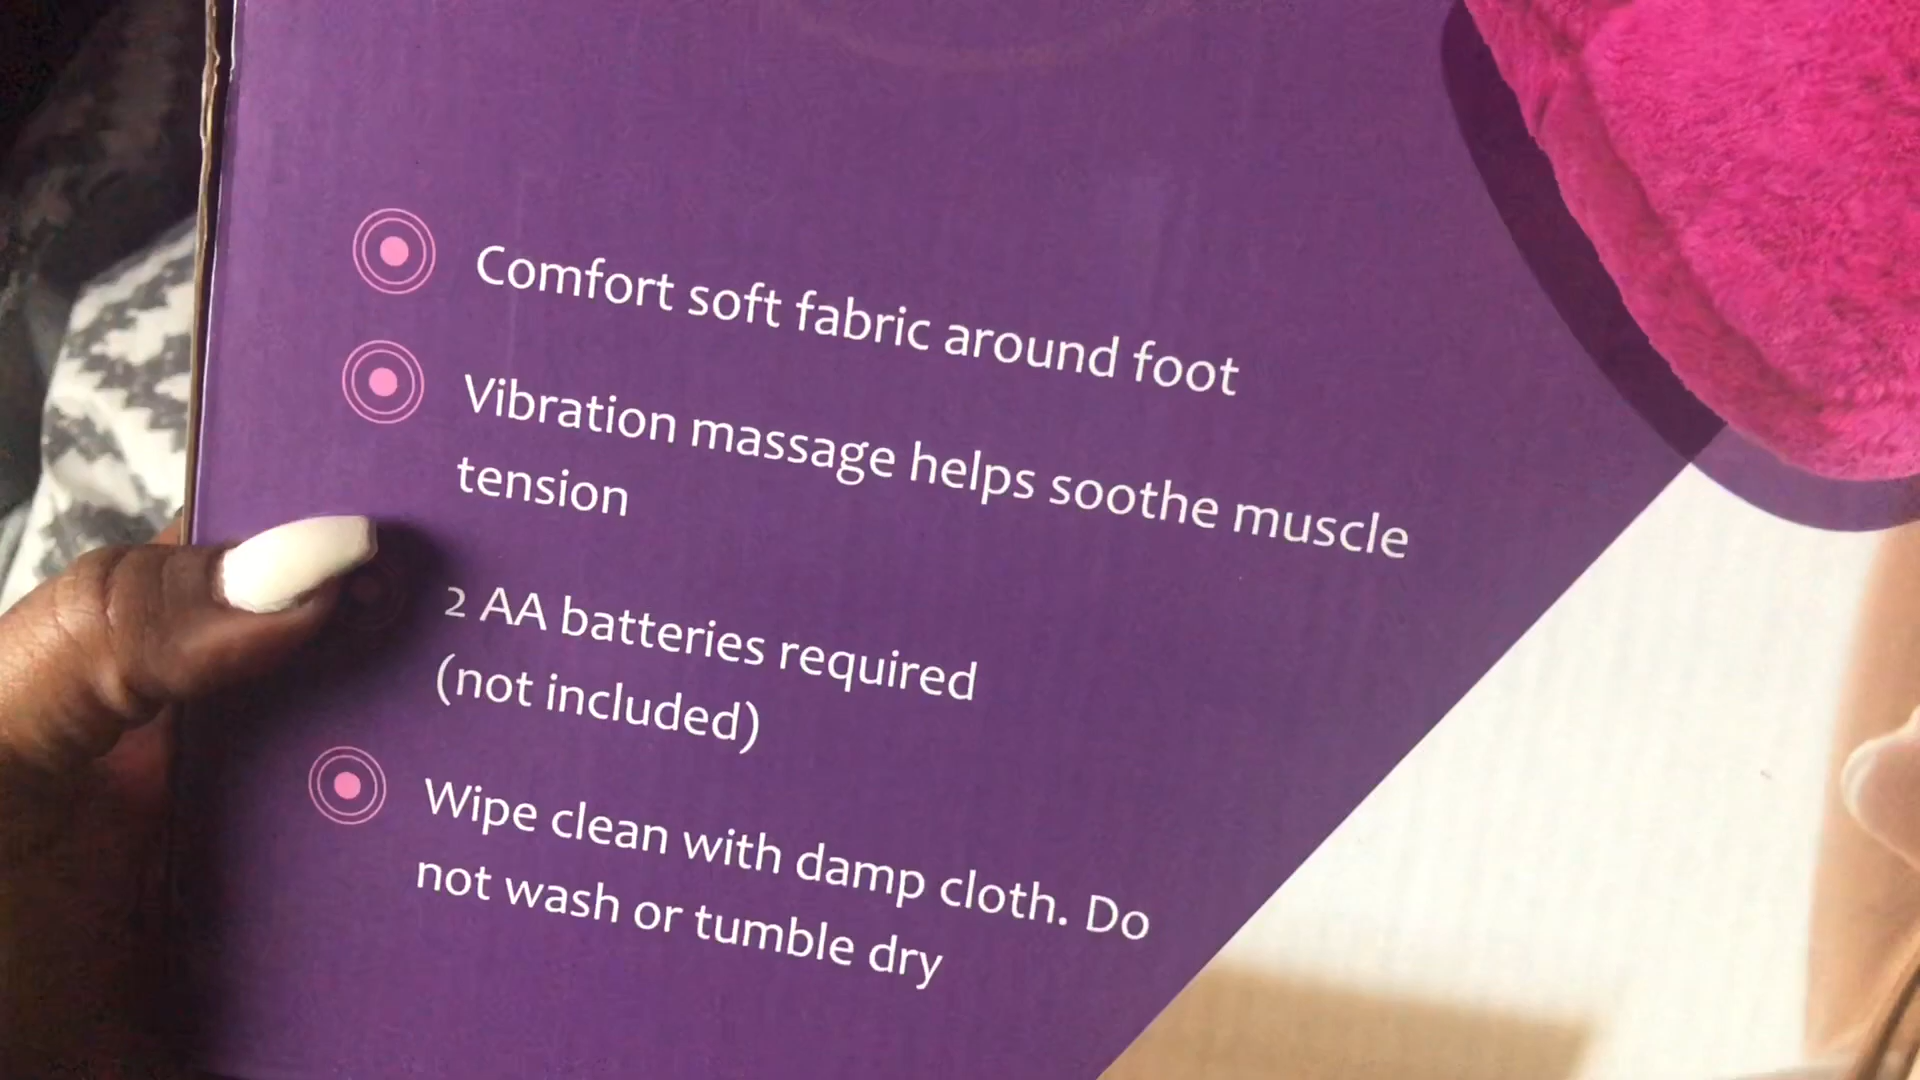 Comfort soft fabric around foot
Vibration massage helps soothe muscle
tension
2 AA batteries required
(not included)
Wipe clean with damp cloth. Do
not wash or tumble dry